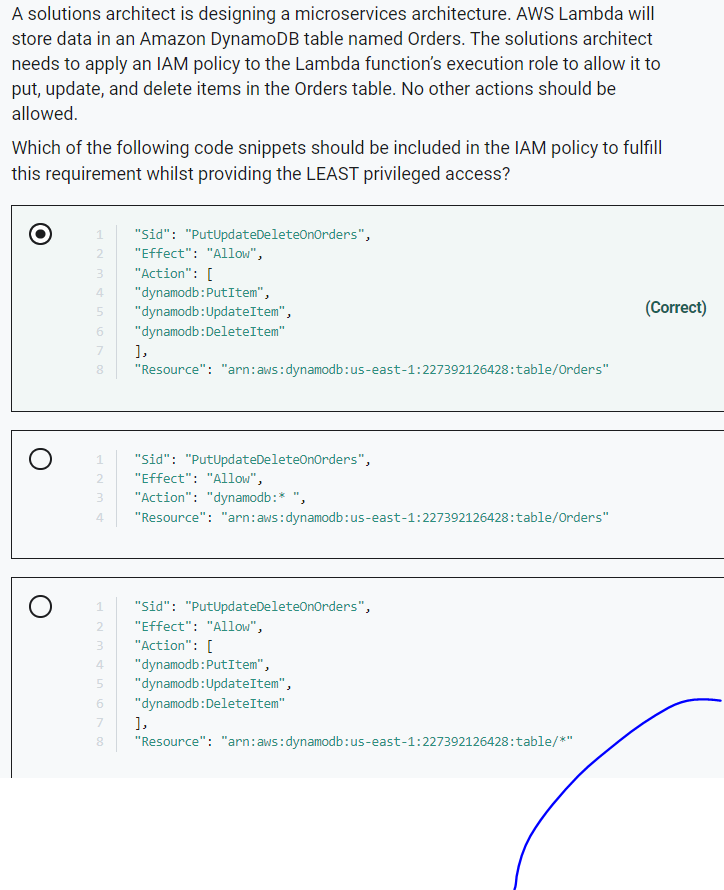 A solutions architect is designing a microservices architecture. AWS Lambda will
store data in an Amazon DynamoDB table named Orders. The solutions architect
needs to apply an IAM policy to the Lambda function's execution role to allow it to
put, update, and delete items in the Orders table. No other actions should be
allowed.
Which of the following code snippets should be included in the IAM policy to fulfill
this requirement whilst providing the LEAST privileged access?
1 "Sid": "PutUpdateDeleteOnOrders",
2 "Effect": "Allow",
3 "Action": [
4 "dynamodb:PutItem",
5 "dynamodb:UpdateItem",
6 "dynamodb:DeleteItem"
7 ],
8 "Resource": "arn:aws:dynamodb:us-east-1:227392126428:table/Orders"
(Correct)
1 "Sid": "PutUpdateDeleteOnOrders",
2 "Effect": "Allow",
3 "Action": "dynamodb:* ",
4 "Resource": "arn:aws:dynamodb:us-east-1:227392126428:table/Orders"
1 "Sid": "PutUpdateDeleteOnOrders",
2 "Effect": "Allow",
3 "Action": [
4 "dynamodb:PutItem",
5 "dynamodb:UpdateItem",
6 "dynamodb:DeleteItem"
7 ],
8 "Resource": "arn:aws:dynamodb:us-east-1:227392126428:table/*"